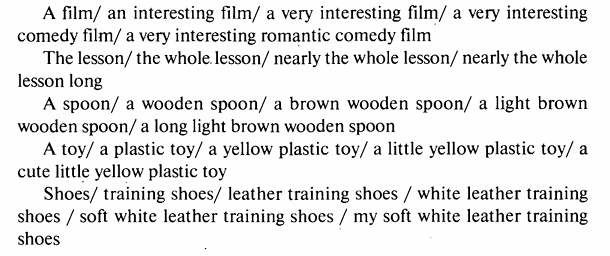 A film/ an interesting film/ a very interesting film/ a very interesting
comedy film/ a very interesting romantic comedy film
The lesson/ the whole lesson/ nearly the whole lesson/ nearly the whole
lesson long
A spoon/ a wooden spoon/ a brown wooden spoon/ a light brown
wooden spoon/ a long light brown wooden spoon
A toy/ a plastic toy/ a yellow plastic toy/ a little yellow plastic toy/ a
cute little yellow plastic toy
Shoes/ training shoes/ leather training shoes / white leather training
shoes / soft white leather training shoes / my soft white leather training
shoes